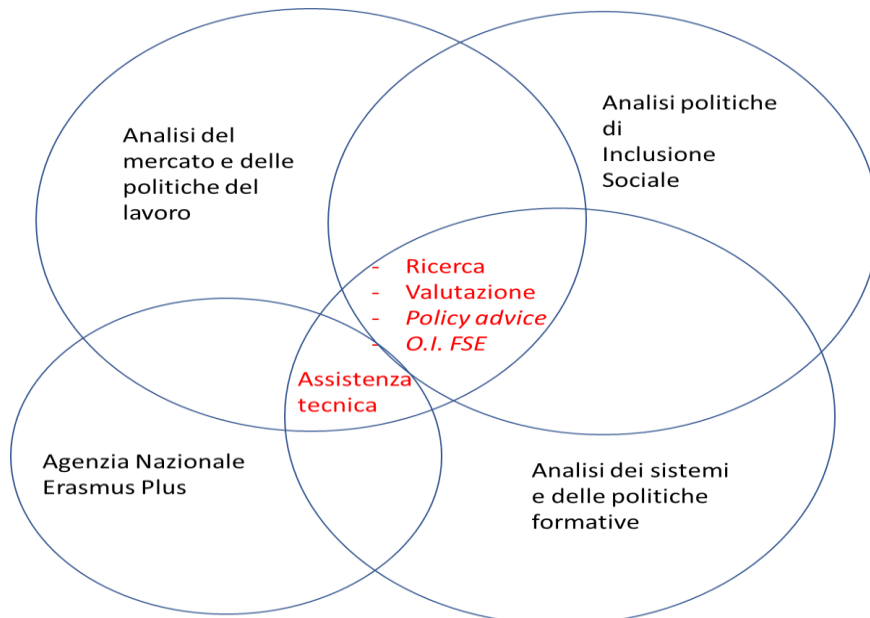 Analisi del
mercato e delle
politiche del
lavoro
Analisi politiche
di
Inclusione
Sociale
- Ricerca
- Valutazione
- Policy advice
- O.I. FSE
Assistenza
tecnica
Agenzia Nazionale
Erasmus Plus
Analisi dei sistemi
e delle politiche
formative